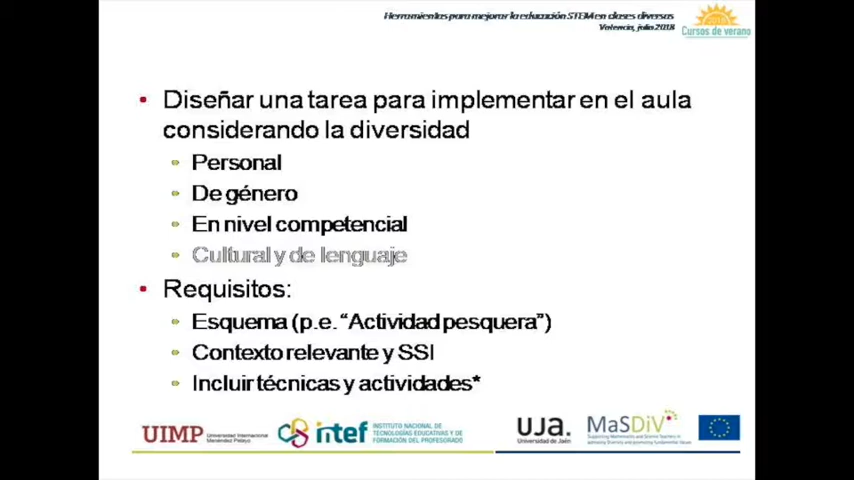 Herramientas para mejorar la educación STEM en clases diversas
Valencia, julio 2018
2018
Cursos de verano
• Diseñar una tarea para implementar en el aula
considerando la diversidad
Personal
De género
En nivel competencial
Cultural y de lenguaje
• Requisitos:
Esquema (p.e. “Actividad pesquera”)
Contexto relevante y SSI
Incluir técnicas y actividades*
UIMP Universidad Internacional
Menéndez Pelayo
intef INSTITUTO NACIONAL DE
TECNOLOGÍAS EDUCATIVAS Y DE
FORMACIÓN DEL PROFESORADO
uja.
Universidad de Jaén
MaSDiV
Supporting Mathematics and Science Teachers in
addressing Diversity and promoting fundamental Values